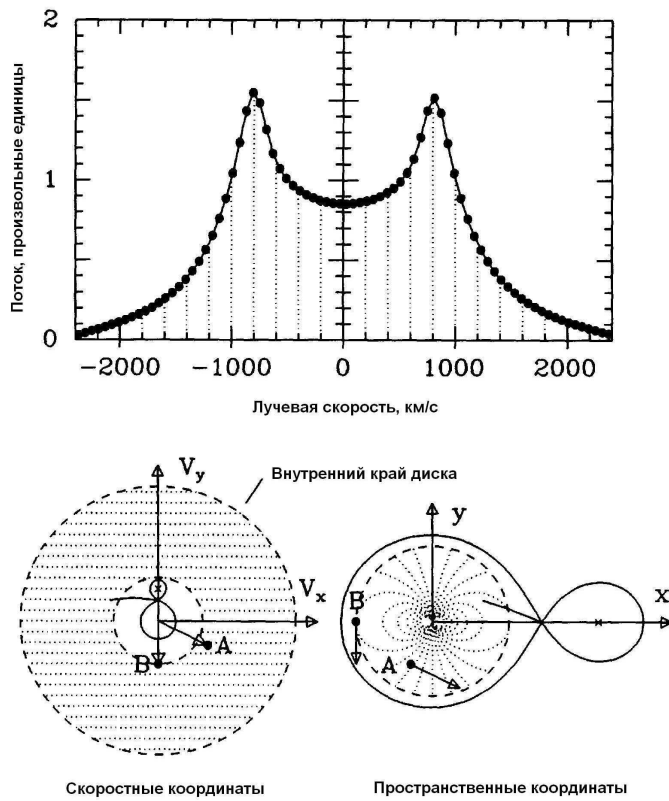 2
1
0
Поток, произвольные единицы
−2000 −1000 0 1000 2000
Лучевая скорость, км/с
Внутренний край диска
Vy
Vx
A
B
y
x
B
A
Скоростные координаты
Пространственные координаты